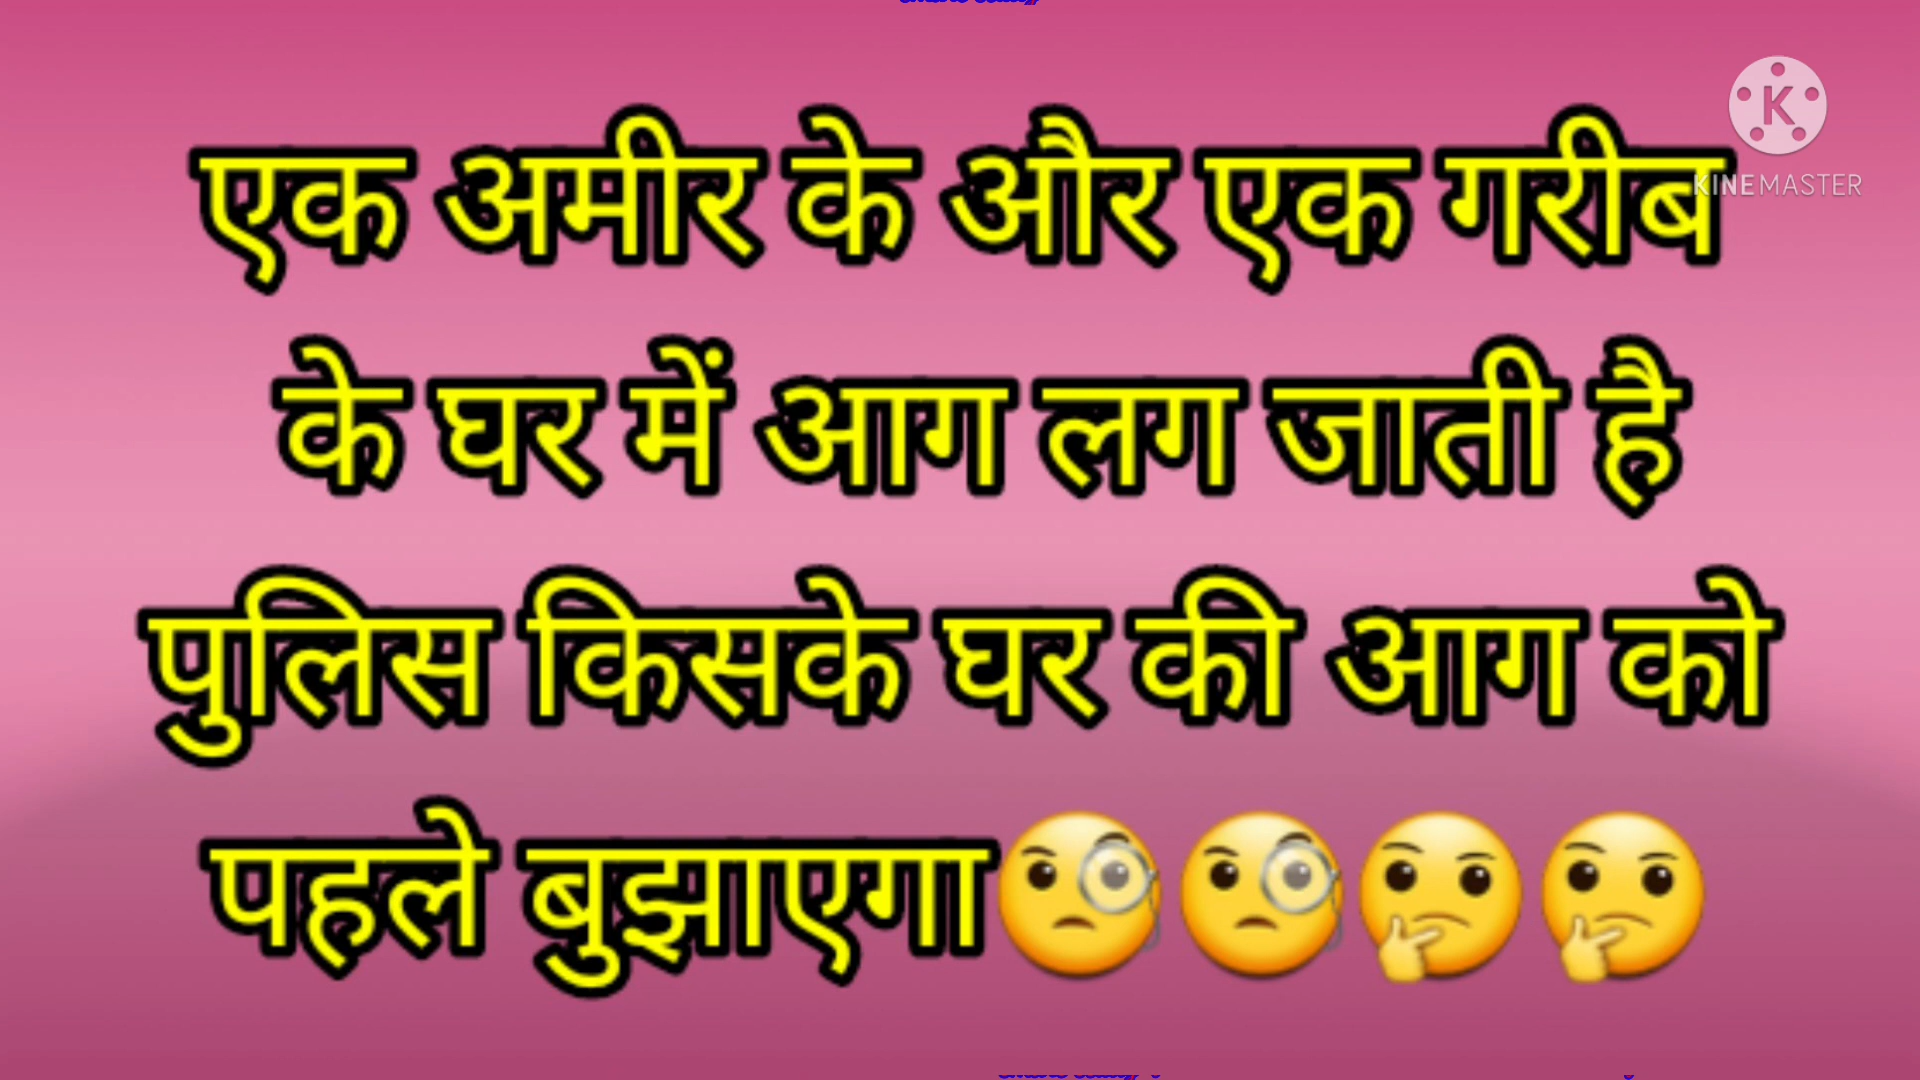 एक अमीर के और एक गरीब
के घर में आग लग जाती है
पुलिस किसके घर की आग को
पहले बुझाएगा🧐🧐🤔🤔
K
KINEMASTER